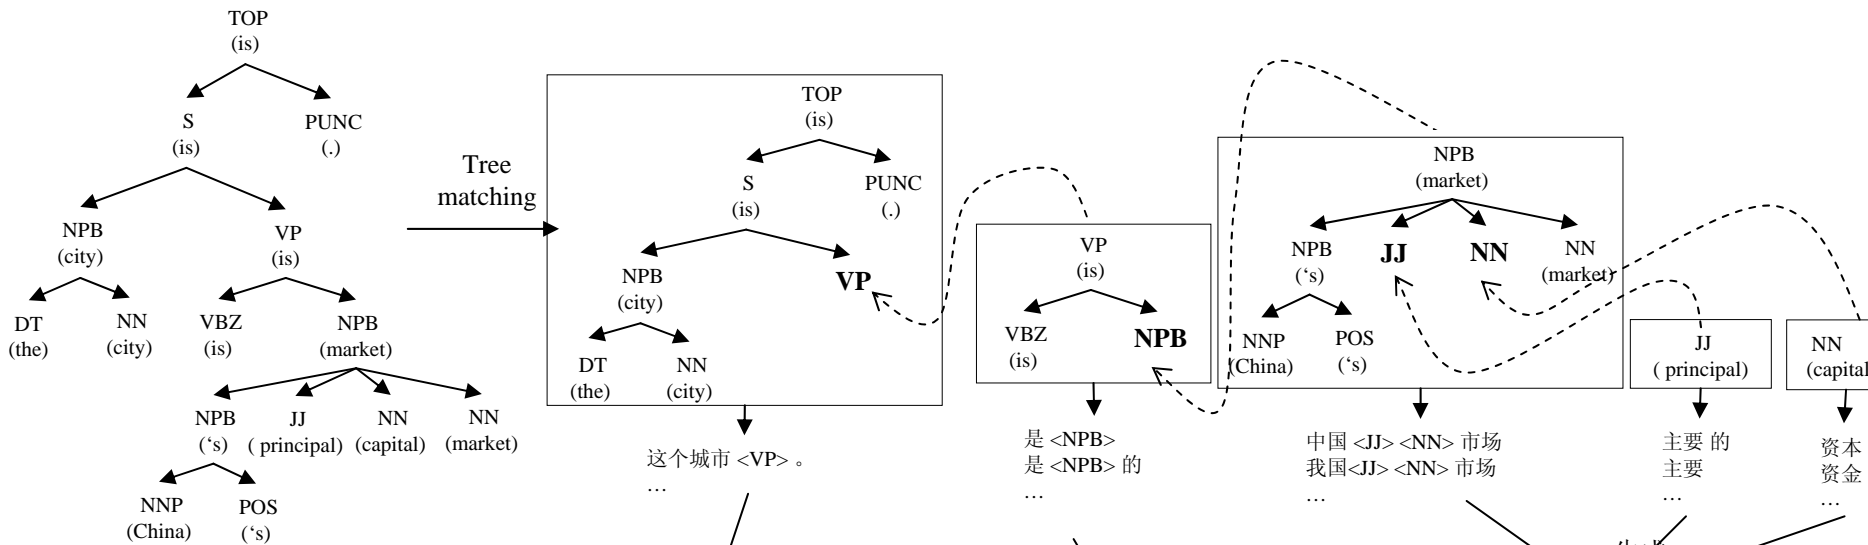 TOP
(is)
S
(is)
PUNC
(.)
NPB
(city)
VP
(is)
DT
(the)
NN
(city)
VBZ
(is)
NPB
(market)
NPB
(‘s)
JJ
( principal)
NN
(capital)
NN
(market)
NNP
(China)
POS
(‘s)
Tree
matching
TOP
(is)
S
(is)
PUNC
(.)
NPB
(city)
VP
DT
(the)
NN
(city)
这个城市 <VP> 。
…
VP
(is)
VBZ
(is)
NPB
是 <NPB>
是 <NPB> 的
…
NPB
(market)
NPB
(‘s)
JJ
NN
NN
(market)
NNP
(China)
POS
(‘s)
中国 <JJ> <NN> 市场
我国<JJ> <NN> 市场
…
JJ
( principal)
主要 的
主要
…
NN
(capital
资本
资金
…